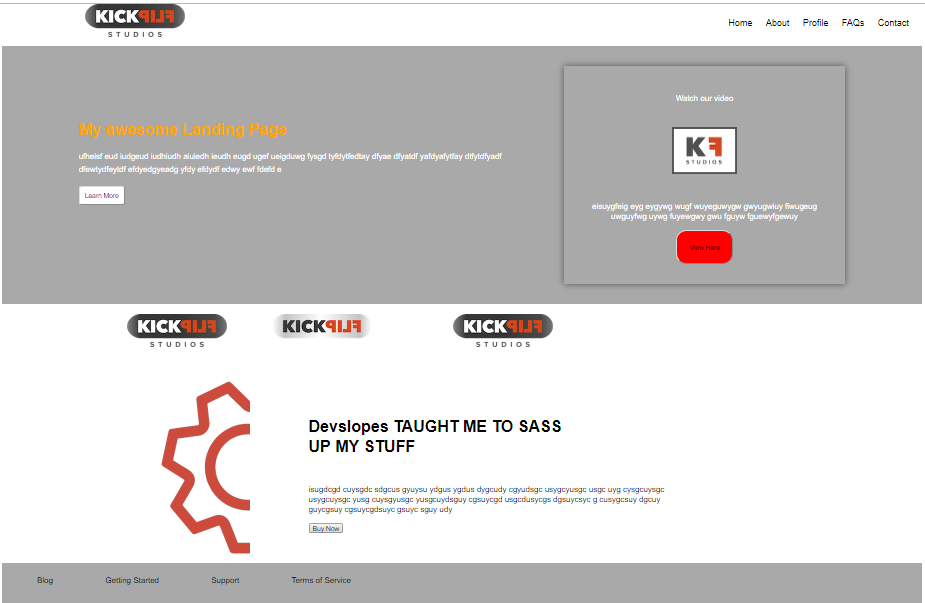 KICKFLIP
STUDIOS
Home About Profile FAQs Contact
Watch our video
My awesome Landing Page
KF
STUDIOS
ufheisf eud iudgeud iudhiudh aiuiedh ieudh eugd ugef ueigduwg fysgd tyfdytfedtay dfyae dfyatdf yafdyafytfay dfytdfyadf
dfewtydfeytdf efdyedgyeadg yfdy efdydf edwy ewf fdefd e
Learn More
eisuygfeig eyg eygywg wugf wuyeguwygw gwyugwiuy fiwugeug
uwguyfwg uywg fuyewgwy gwu fguyw fguewyfgewuy
View Here
KICKFLIP
STUDIOS
KICKFLIP
KICKFLIP
STUDIOS
Devslopes TAUGHT ME TO SASS
UP MY STUFF
isugdcgd cuysgdc sdgcus gyuysu ydgus ygdus dygcudy cgyudsgc usygcyusgc usgc uyg cysgcuysgc
usygcuysgc yusg cuysgyusgc yusgcuydsguy cgsuycgd usgcdusycgs dgsuycsyc g cusygcsuy dgcuy
guycgsuy cgsuycgdsuyc gsuyc sguy udy
Buy Now
Blog Getting Started Support Terms of Service